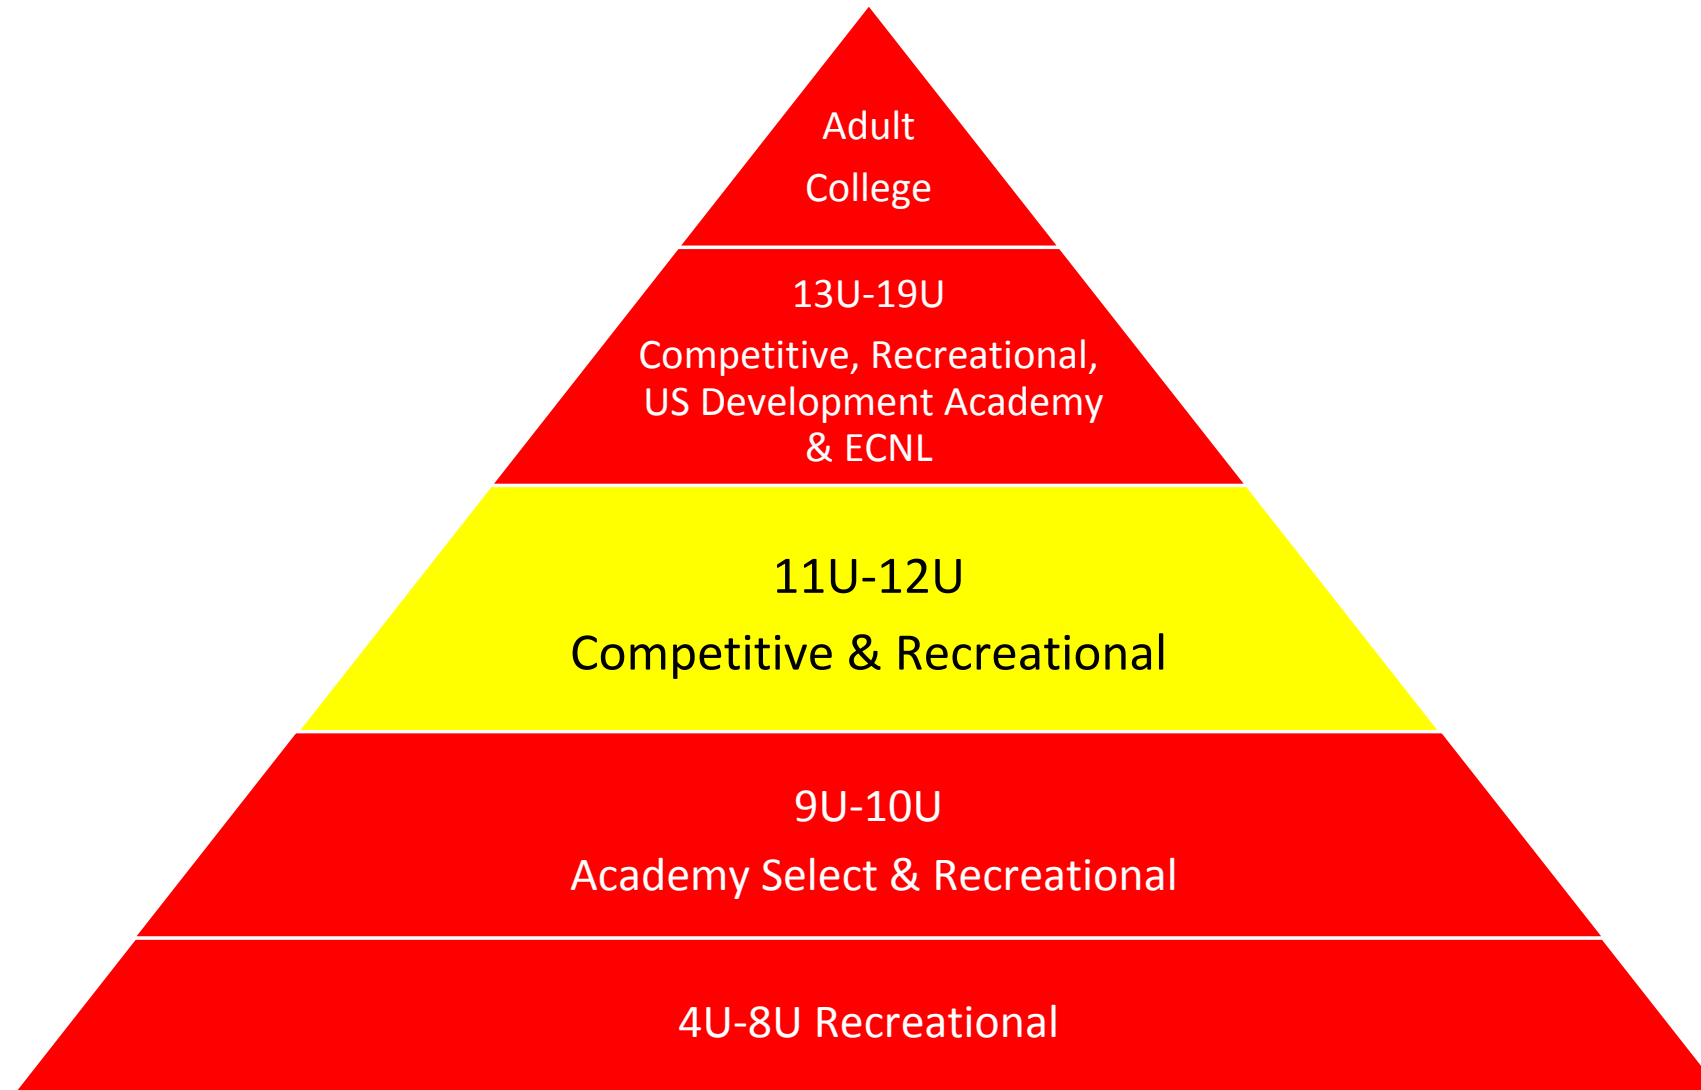 Adult
College
13U-19U
Competitive, Recreational,
US Development Academy
& ECNL
11U-12U
Competitive & Recreational
9U-10U
Academy Select & Recreational
4U-8U Recreational